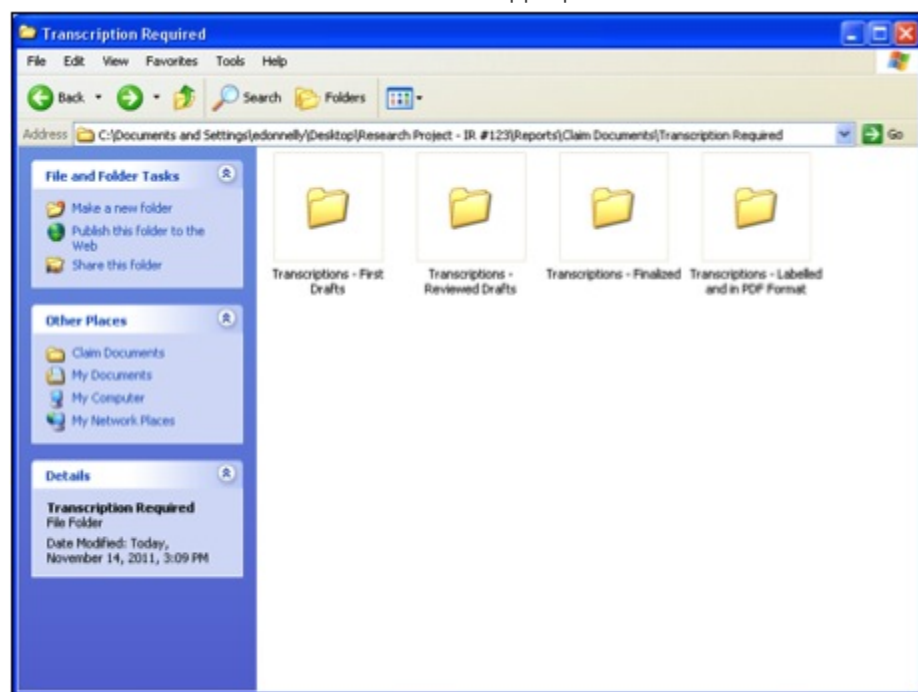 Transcription Required
File Edit View Favorites Tools Help
Back Search Folders
Address C:\Documents and Settings\edonnelly\Desktop\Research Project - IR #123\Reports\Claim Documents\Transcription Required Go
File and Folder Tasks
Make a new folder
Publish this folder to the
Web
Share this folder
Other Places
Claim Documents
My Documents
My Computer
My Network Places
Details
Transcription Required
File Folder
Date Modified: Today,
November 14, 2011, 3:09 PM
Transcriptions - First
Drafts
Transcriptions -
Reviewed Drafts
Transcriptions - Finalized
Transcriptions - Labelled
and in PDF Format